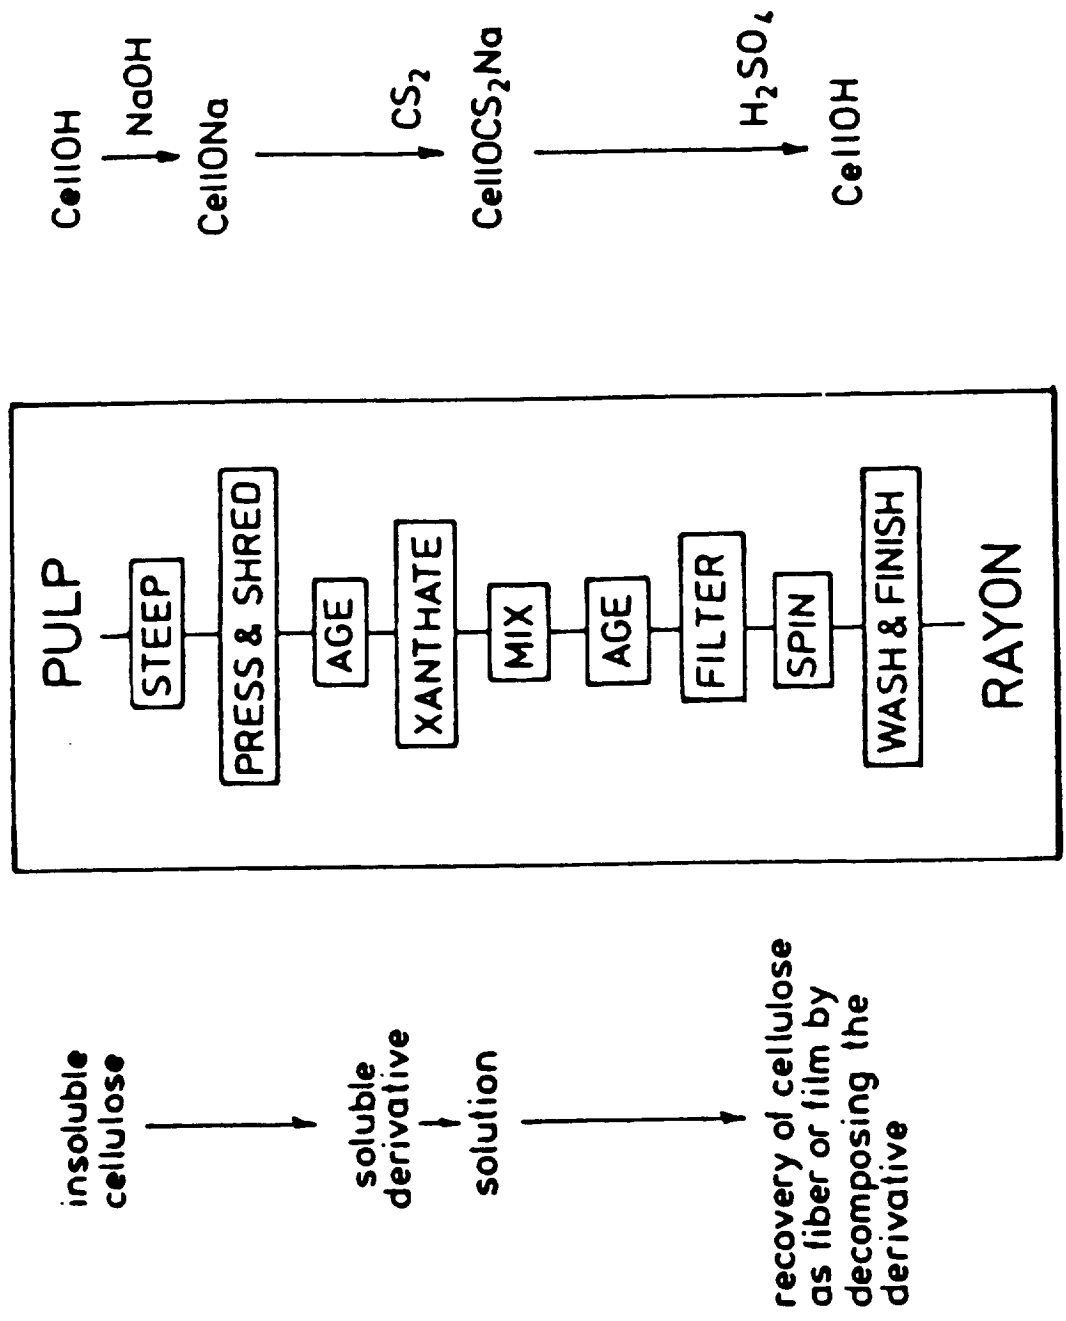 insoluble
cellulose
soluble
derivative
solution
recovery of cellulose
as fiber or film by
decomposing the
derivative
PULP
STEEP
PRESS & SHRED
AGE
XANTHATE
MIX
AGE
FILTER
SPIN
WASH & FINISH
RAYON
CellOH
NaOH
CellONa
CS₂
CellOCS₂Na
H₂SO₄
CellOH